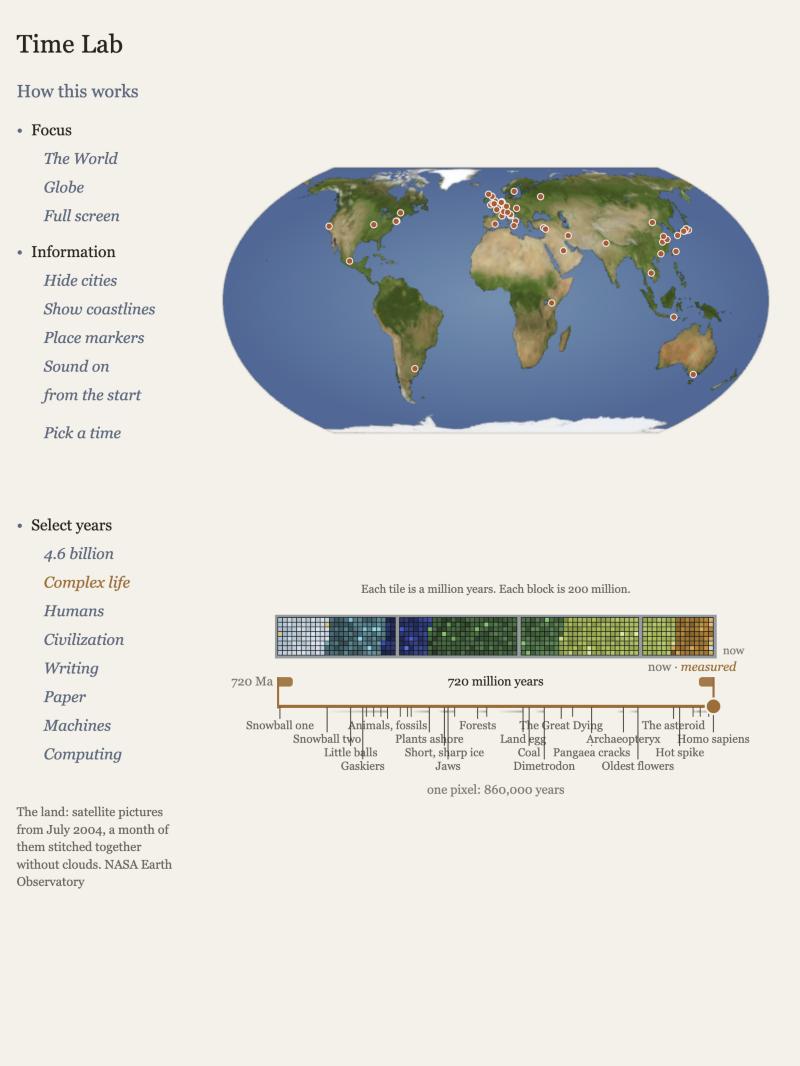 Time Lab
How this works
• Focus
The World
Globe
Full screen
• Information
Hide cities
Show coastlines
Place markers
Sound on
from the start
Pick a time
• Select years
4.6 billion
Complex life
Humans
Civilization
Writing
Paper
Machines
Computing
The land: satellite pictures
from July 2004, a month of
them stitched together
without clouds. NASA Earth
Observatory
Each tile is a million years. Each block is 200 million.
now
now · measured
720 Ma
720 million years
Snowball one Animals, fossils Forests The Great Dying The asteroid
Snowball two Plants ashore Land egg Archaeopteryx Homo sapiens
Little balls Short, sharp ice Coal Pangaea cracks Hot spike
Gaskiers Jaws Dimetrodon Oldest flowers
one pixel: 860,000 years